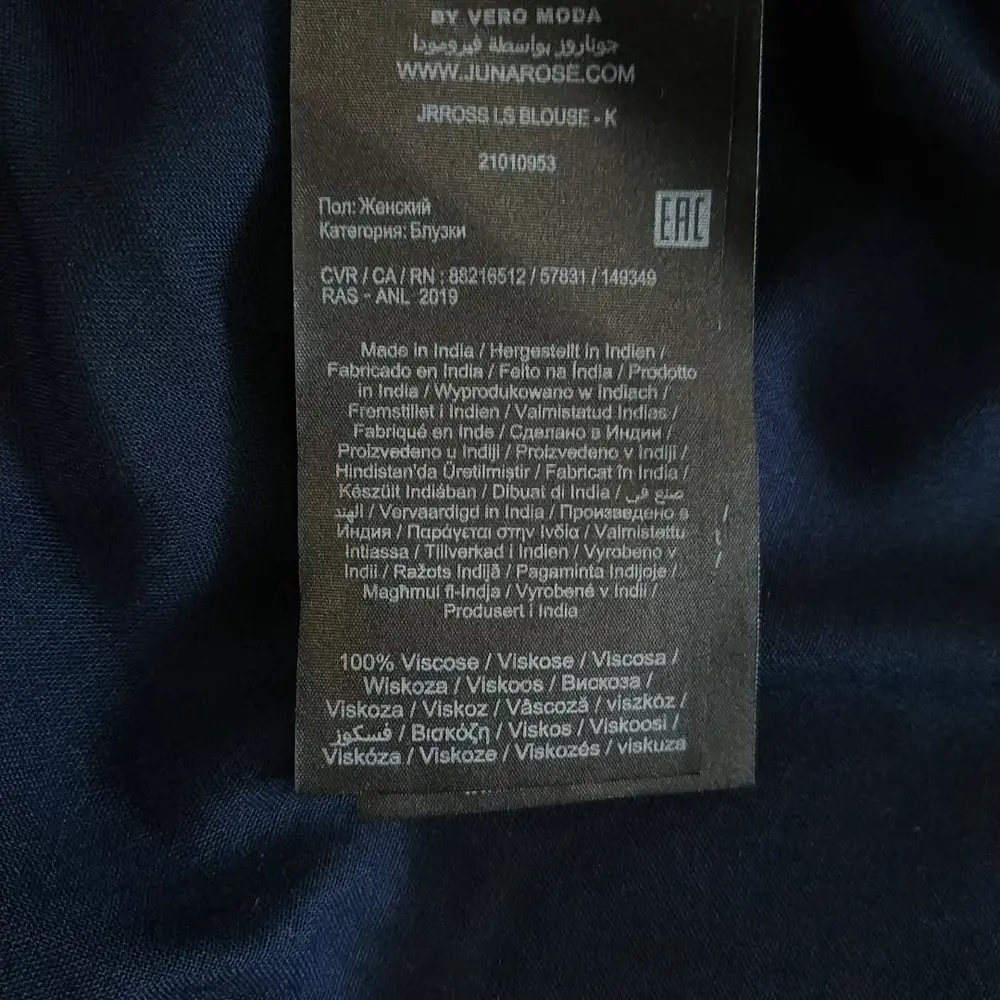 BY VERO MODA
جوناروز بواسطة فيرومودا
WWW.JUNAROSE.COM
JRROSS LS BLOUSE - K
21010953
Пол: Женский
Категория: Блузки
EAC
CVR / CA / RN : 88216512 / 57831 / 149349
RAS - ANL 2019
Made in India / Hergestellt in Indien /
Fabricado en India / Feito na Índia / Prodotto
in India / Wyprodukowano w Indiach /
Fremstillet i Indien / Valmistatud Indias /
Fabriqué en Inde / Сделано в Индии /
Proizvedeno u Indiji / Proizvedeno v Indiji /
Hindistan'da Üretilmiştir / Fabricat în India /
Készült Indiában / Dibuat di India / صنع في
الهند / Vervaardigd in India / Произведено в
Индия / Παράγεται στην Ινδία / Valmistettu
Intiassa / Tillverkad i Indien / Vyrobeno v
Indii / Ražots Indijā / Pagaminta Indijoje /
Magħmul fl-Indja / Vyrobené v Indii /
Produsert i India
100% Viscose / Viskose / Viscosa /
Wiskoza / Viskoos / Вискоза /
Viskoza / Viskoz / Vâscoză / viszkóz /
فسكوز / Βισκόζη / Viskos / Viskoosi /
Viskóza / Viskoze / Viskozės / viskuza